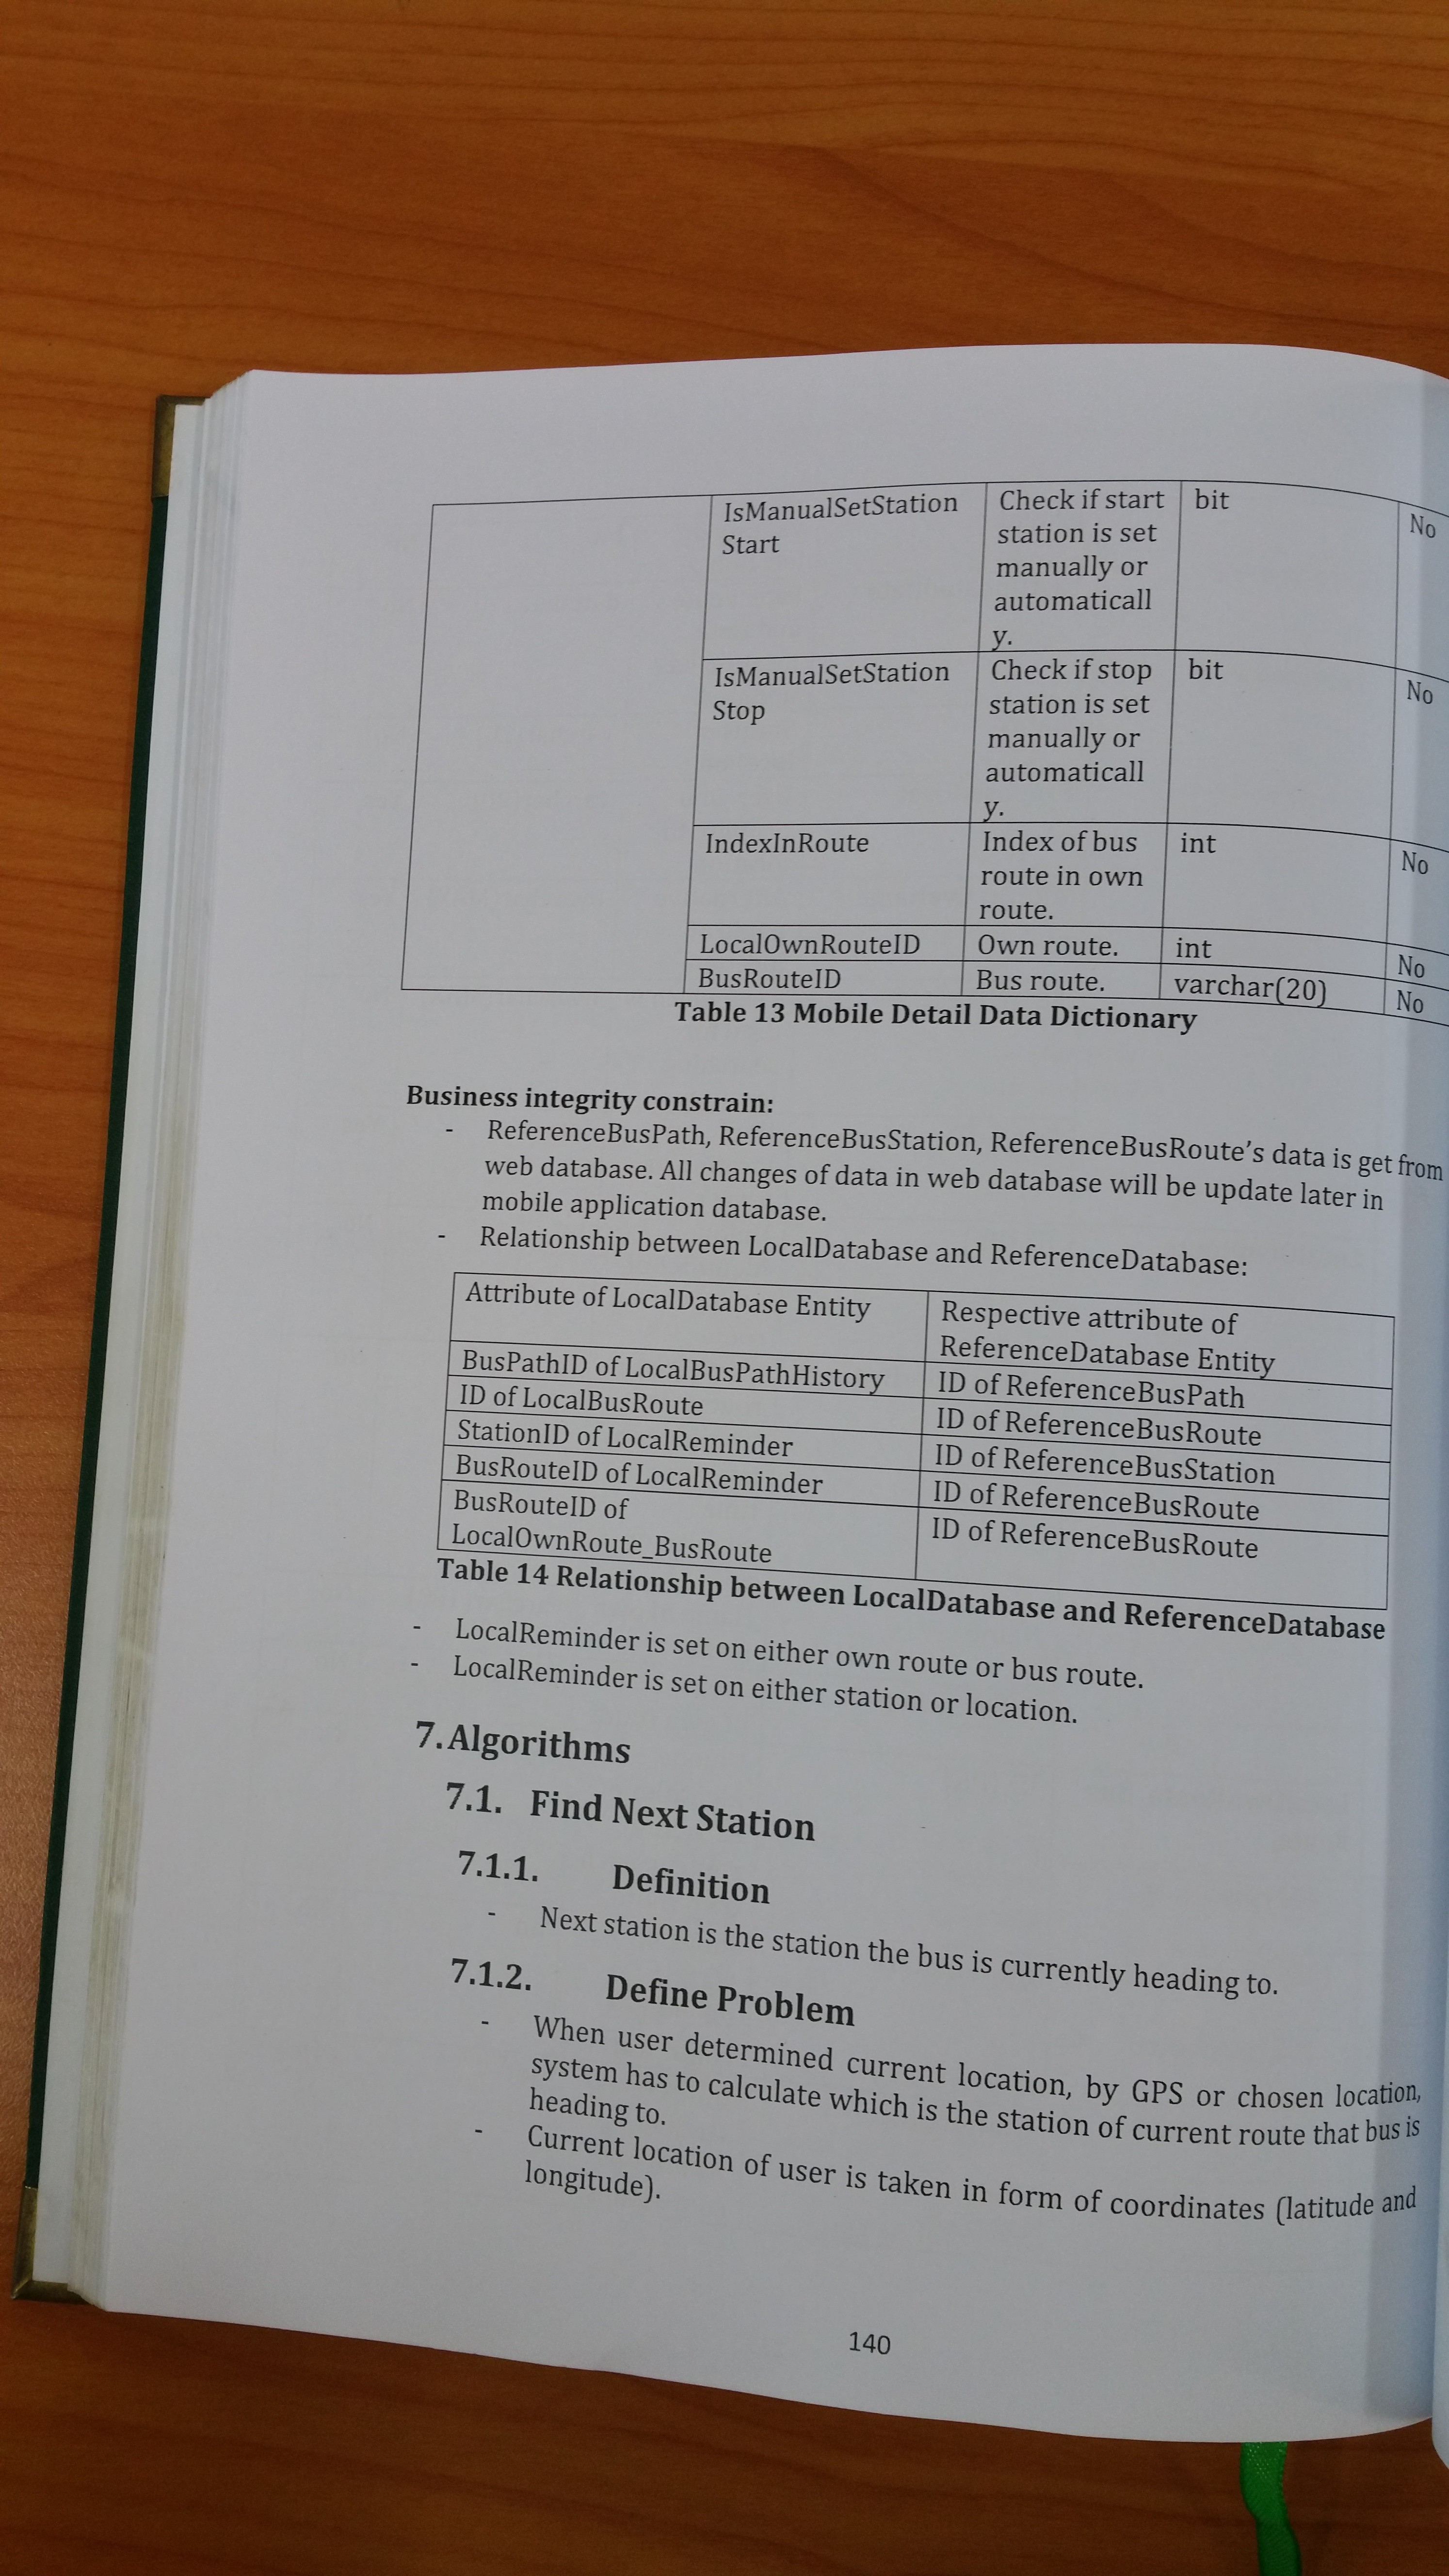 IsManualSetStation Check if start bit No
Start station is set
manually or
automaticall
y.
IsManualSetStation Check if stop bit No
Stop station is set
manually or
automaticall
y.
IndexInRoute Index of bus int No
route in own
route.
LocalOwnRouteID Own route. int No
BusRouteID Bus route. varchar(20) No
Table 13 Mobile Detail Data Dictionary
Business integrity constrain:
- ReferenceBusPath, ReferenceBusStation, ReferenceBusRoute's data is get from
web database. All changes of data in web database will be update later in
mobile application database.
- Relationship between LocalDatabase and ReferenceDatabase:
Attribute of LocalDatabase Entity Respective attribute of
ReferenceDatabase Entity
BusPathID of LocalBusPathHistory ID of ReferenceBusPath
ID of LocalBusRoute ID of ReferenceBusRoute
StationID of LocalReminder ID of ReferenceBusStation
BusRouteID of LocalReminder ID of ReferenceBusRoute
BusRouteID of ID of ReferenceBusRoute
LocalOwnRoute_BusRoute
Table 14 Relationship between LocalDatabase and ReferenceDatabase
- LocalReminder is set on either own route or bus route.
- LocalReminder is set on either station or location.
7. Algorithms
7.1. Find Next Station
7.1.1. Definition
- Next station is the station the bus is currently heading to.
7.1.2. Define Problem
- When user determined current location, by GPS or chosen location,
system has to calculate which is the station of current route that bus is
heading to.
- Current location of user is taken in form of coordinates (latitude and
longitude).
140